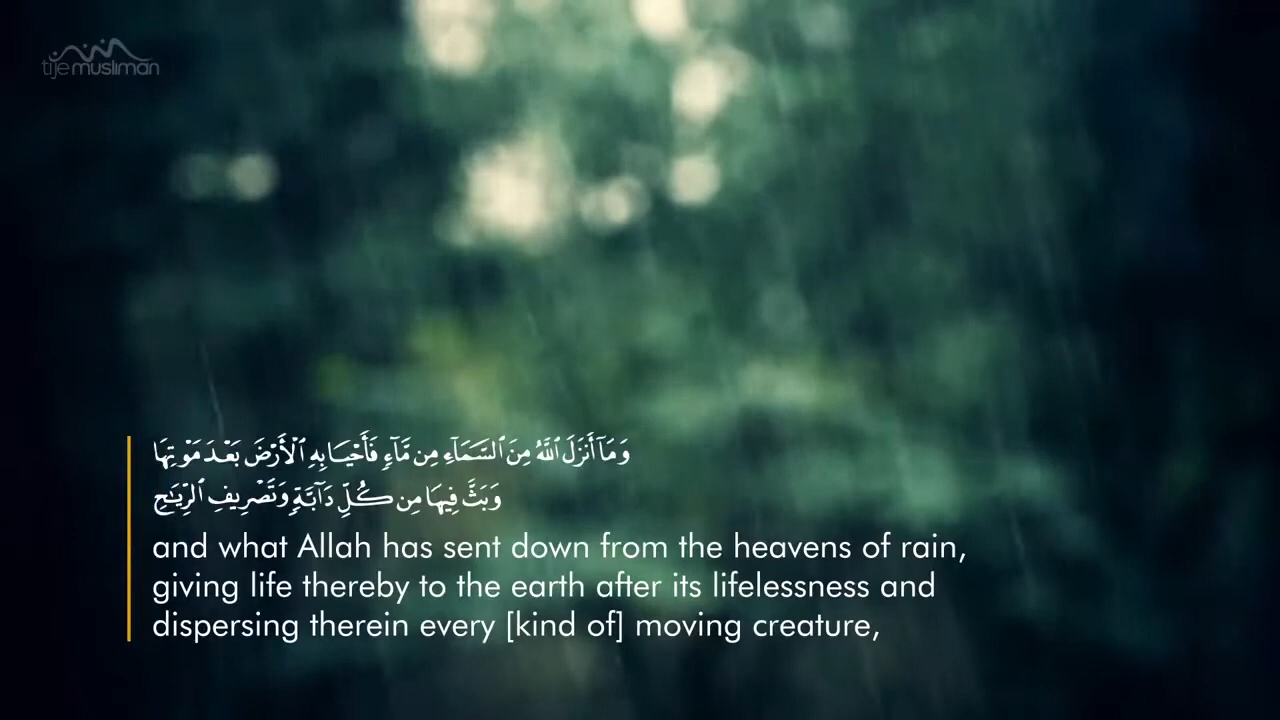 tijemusliman
وَمَآ أَنزَلَ ٱللَّهُ مِنَ ٱلسَّمَآءِ مِن مَّآءٍ فَأَحْيَا بِهِ ٱلْأَرْضَ بَعْدَ مَوْتِهَا
وَبَثَّ فِيهَا مِن كُلِّ دَآبَّةٍ وَتَصْرِيفِ ٱلرِّيَٰحِ
and what Allah has sent down from the heavens of rain,
giving life thereby to the earth after its lifelessness and
dispersing therein every [kind of] moving creature,